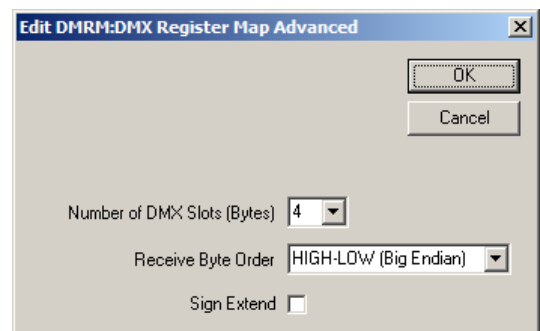 Edit DMRM:DMX Register Map Advanced
OK
Cancel
Number of DMX Slots (Bytes) 4
Receive Byte Order HIGH-LOW (Big Endian)
Sign Extend